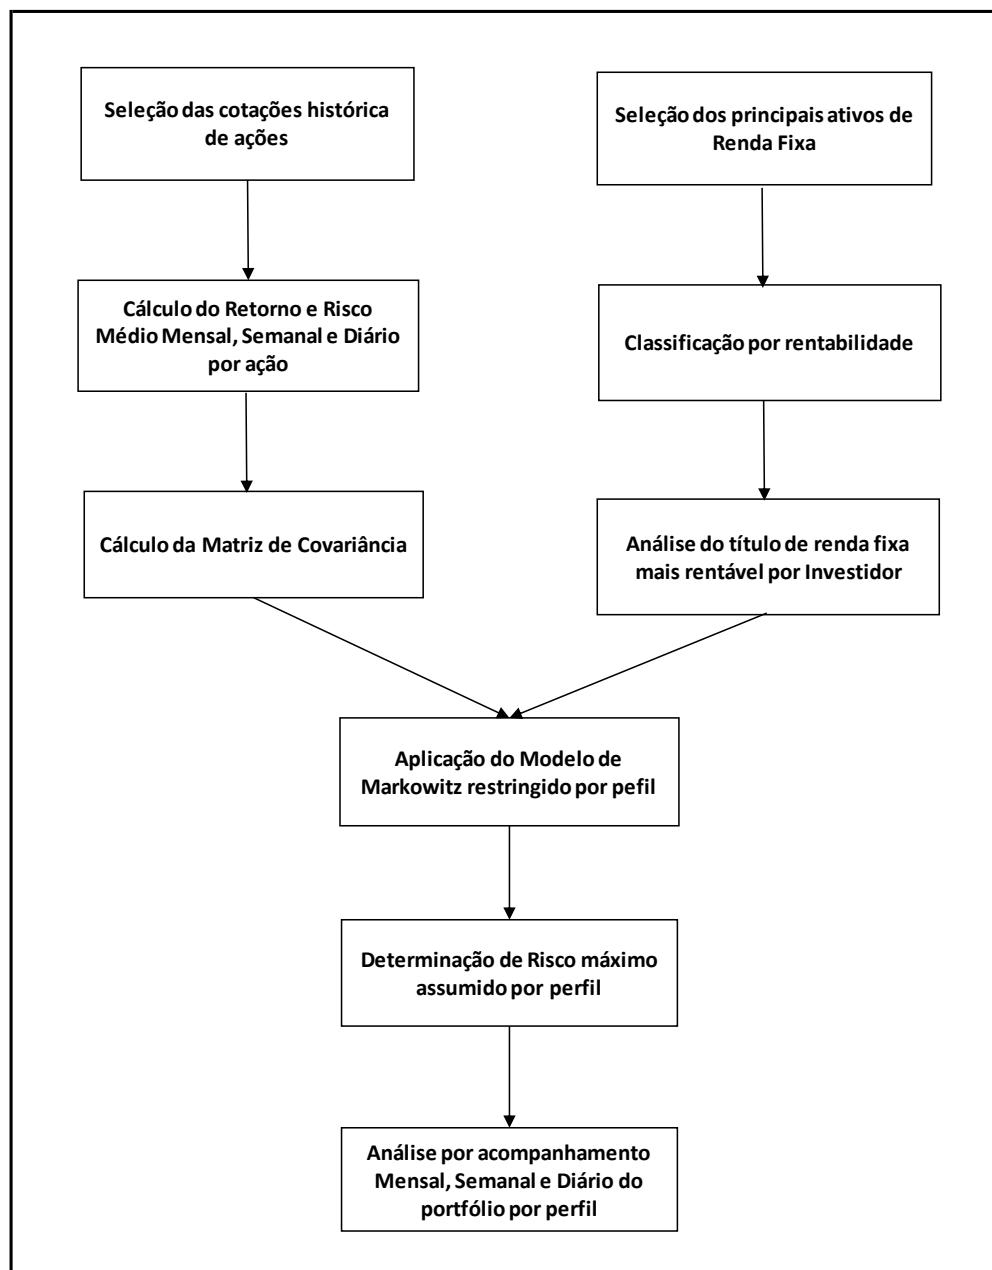 Seleção das cotações histórica
de ações
Seleção dos principais ativos de
Renda Fixa
Cálculo do Retorno e Risco
Médio Mensal, Semanal e Diário
por ação
Classificação por rentabilidade
Cálculo da Matriz de Covariância
Análise do título de renda fixa
mais rentável por Investidor
Aplicação do Modelo de
Markowitz restringido por pefil
Determinação de Risco máximo
assumido por perfil
Análise por acompanhamento
Mensal, Semanal e Diário do
portfólio por perfil